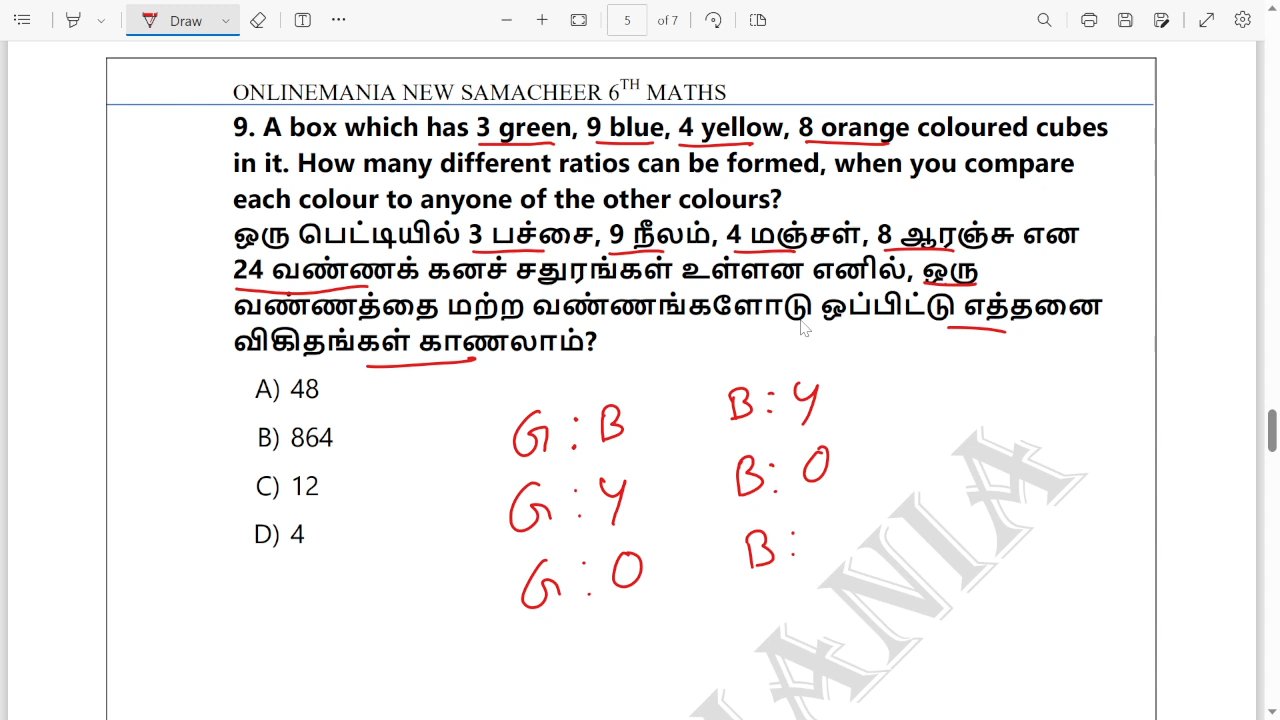 Draw
5 of 7
ONLINEMANIA NEW SAMACHEER 6TH MATHS
9. A box which has 3 green, 9 blue, 4 yellow, 8 orange coloured cubes
in it. How many different ratios can be formed, when you compare
each colour to anyone of the other colours?
ஒரு பெட்டியில் 3 பச்சை, 9 நீலம், 4 மஞ்சள், 8 ஆரஞ்சு என
24 வண்ணக் கனச் சதுரங்கள் உள்ளன எனில், ஒரு
வண்ணத்தை மற்ற வண்ணங்களோடு ஒப்பிட்டு எத்தனை
விகிதங்கள் காணலாம்?
A) 48
B) 864
C) 12
D) 4
G : B
G : Y
G : O
B : Y
B : O
B :
ANIA